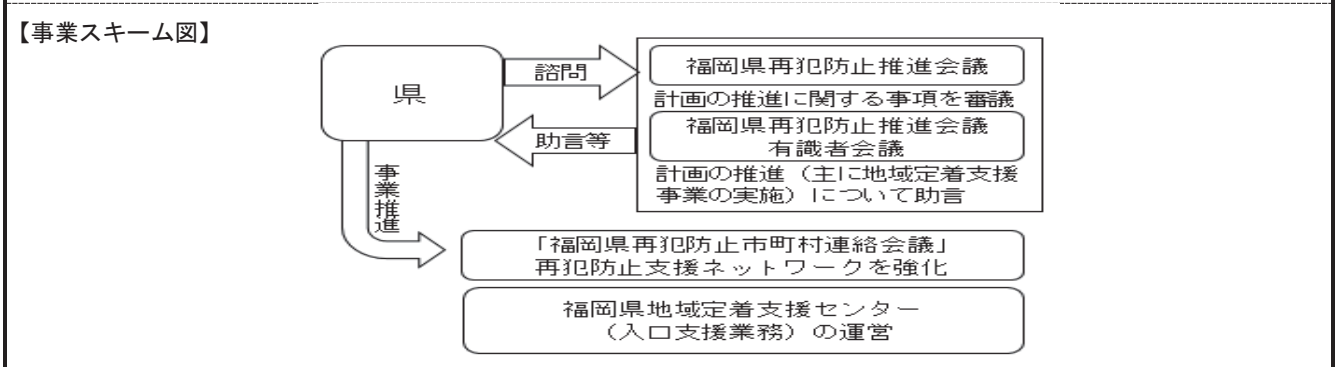 【事業スキーム図】
県
諮問
福岡県再犯防止推進会議
計画の推進に関する事項を審議
助言等
福岡県再犯防止推進会議
有識者会議
計画の推進（主に地域定着支援
事業の実施）について助言
事業推進
「福岡県再犯防止市町村連絡会議」
再犯防止支援ネットワークを強化
福岡県地域定着支援センター
（入口支援業務）の運営